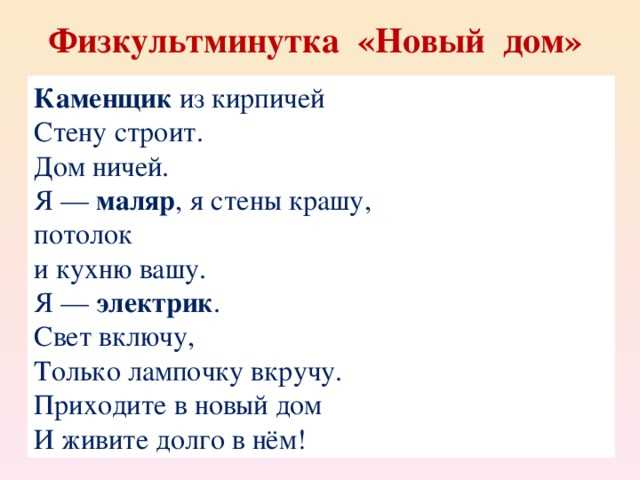 Физкультминутка «Новый дом»
Каменщик из кирпичей
Стену строит.
Дом ничей.
Я — маляр, я стены крашу,
потолок
и кухню вашу.
Я — электрик.
Свет включу,
Только лампочку вкручу.
Приходите в новый дом
И живите долго в нём!